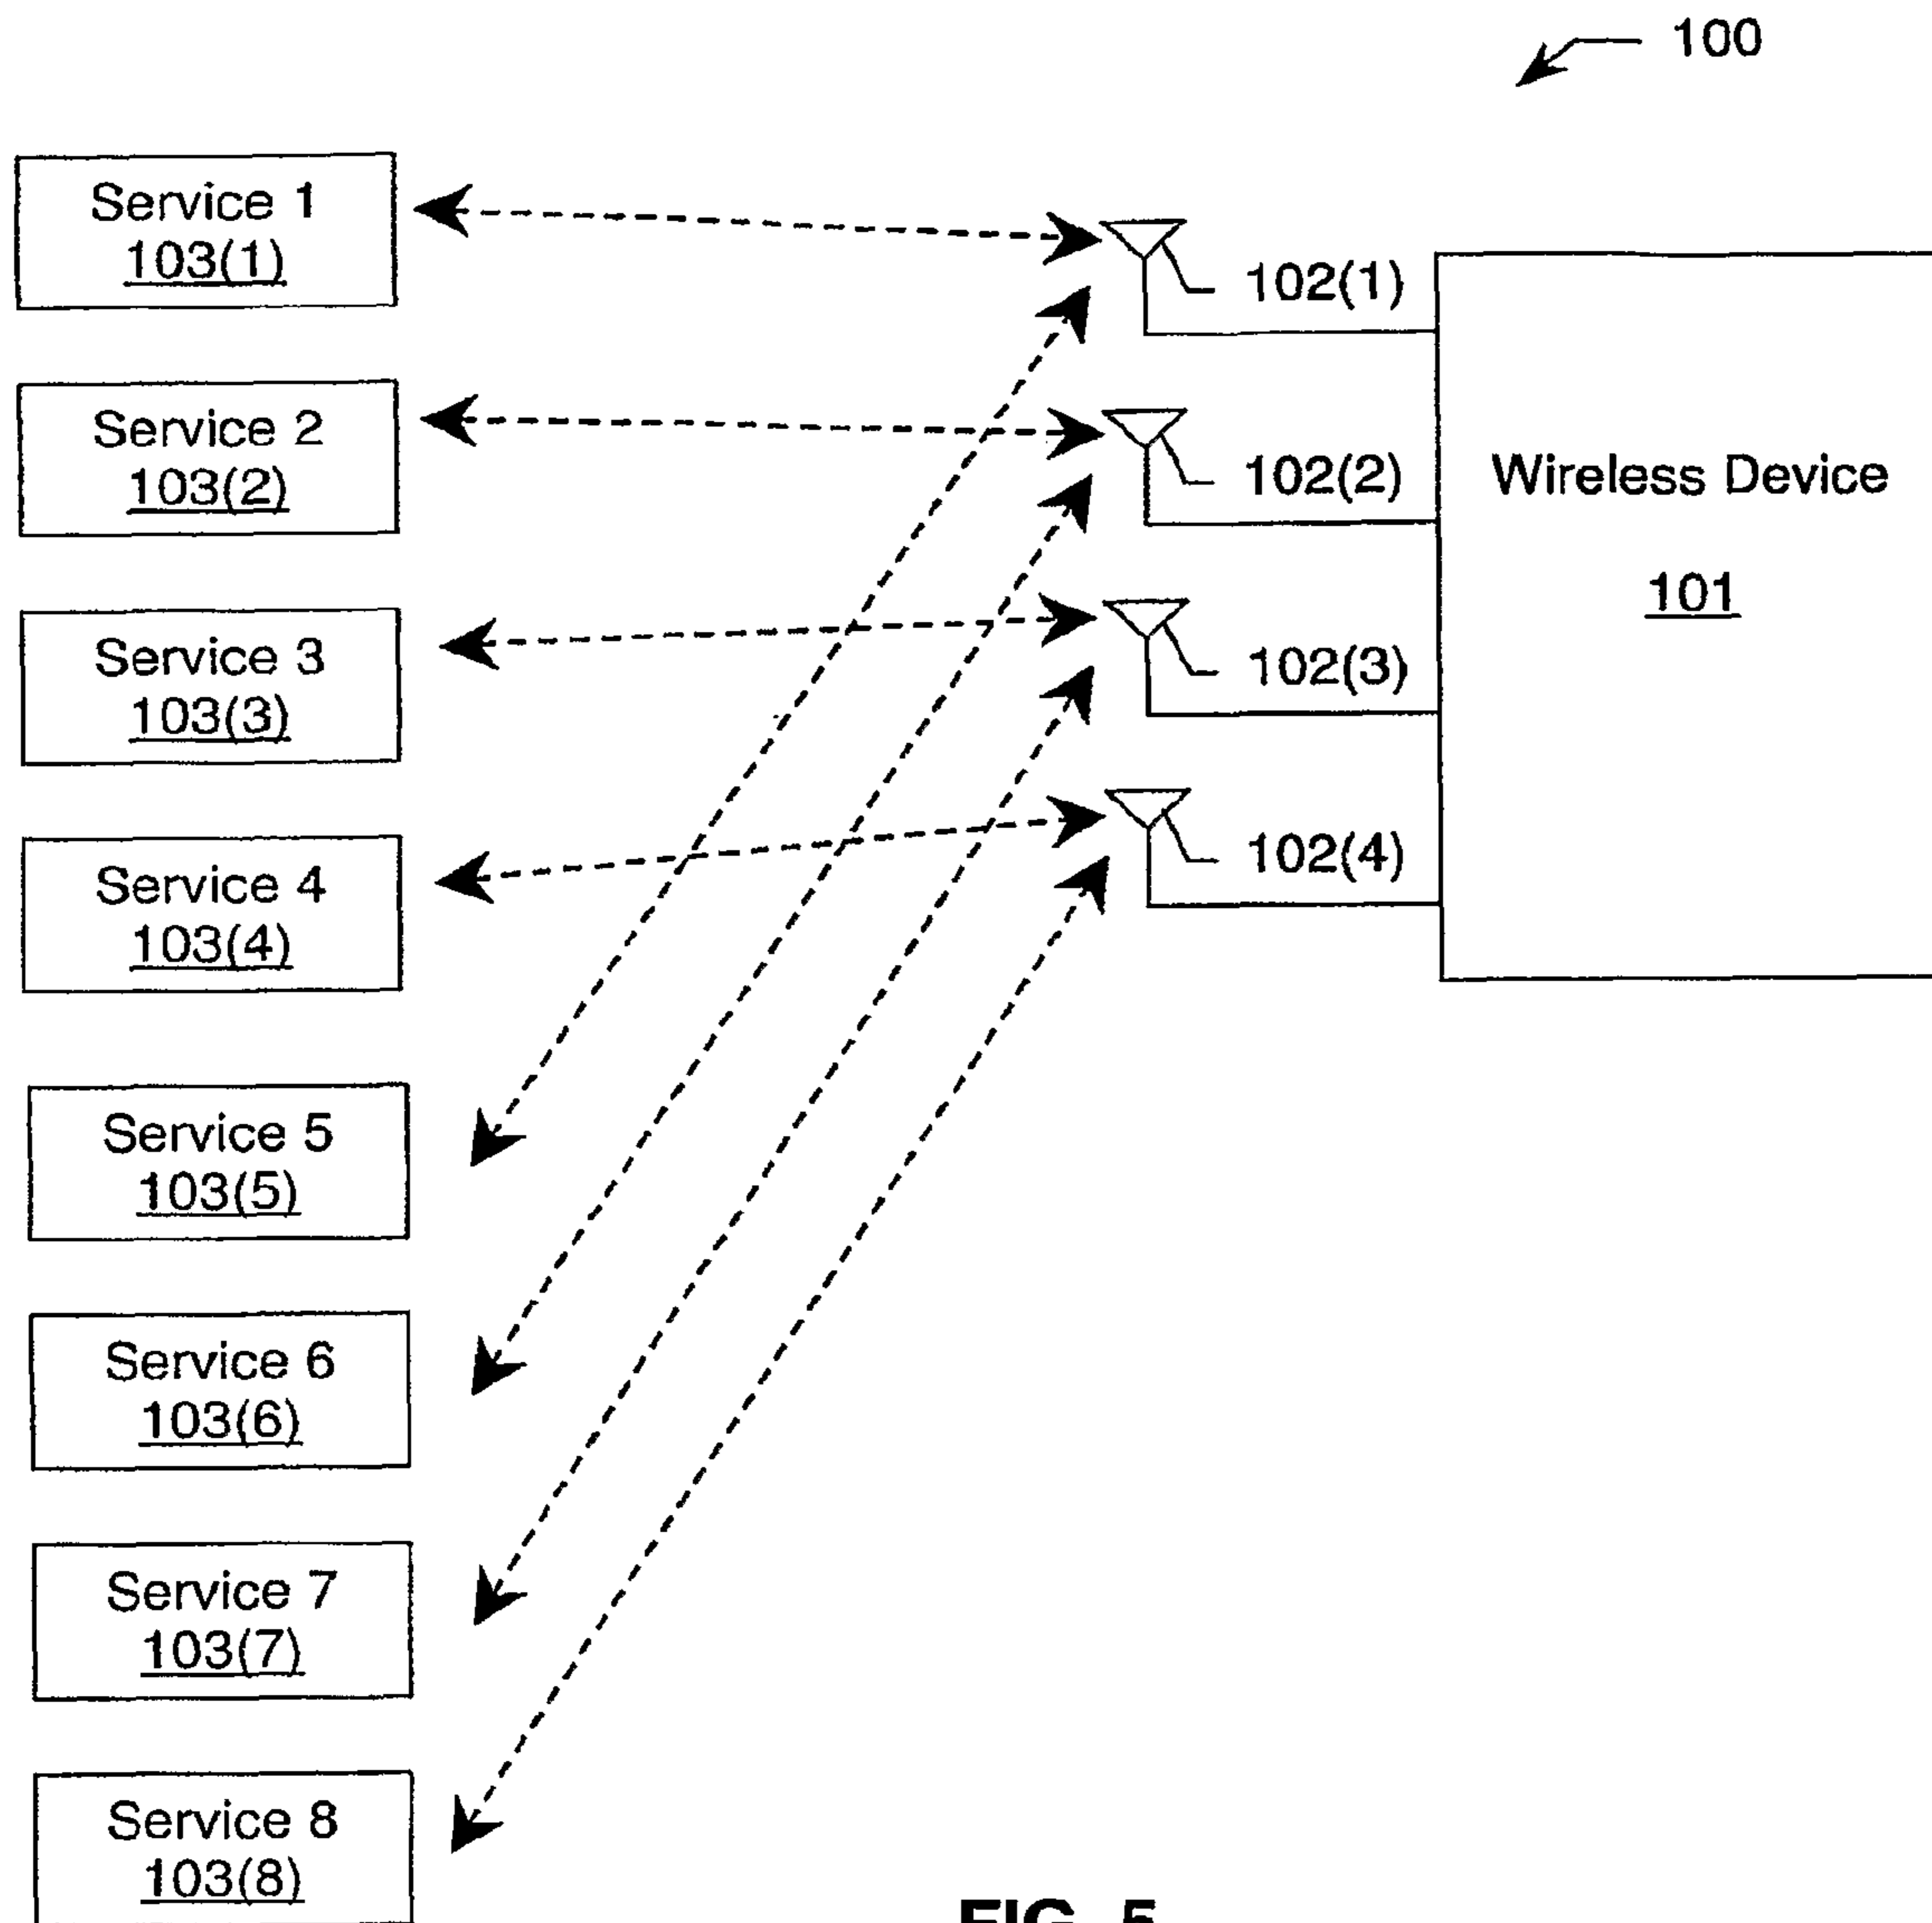 100
Service 1
103(1)
102(1)
Service 2
103(2)
102(2)
Wireless Device
101
Service 3
103(3)
102(3)
Service 4
103(4)
102(4)
Service 5
103(5)
Service 6
103(6)
Service 7
103(7)
Service 8
103(8)
FIG. 5